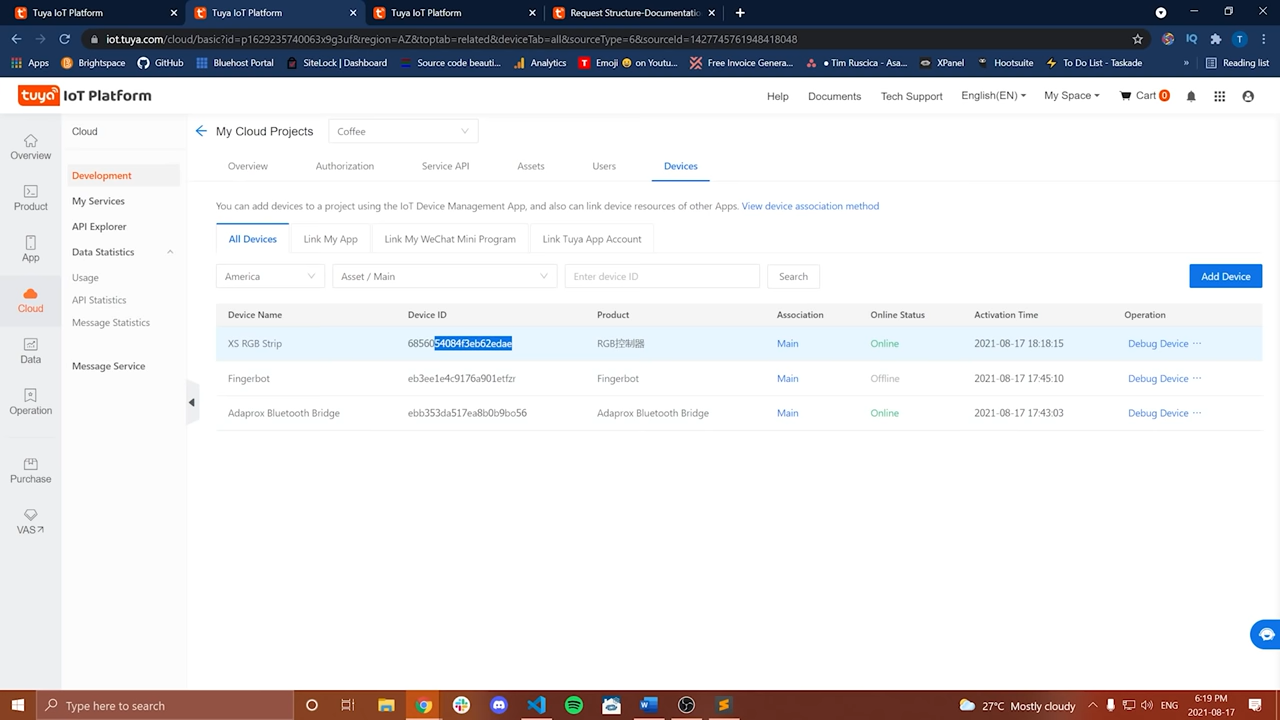 Tuya IoT Platform
Tuya IoT Platform
Tuya IoT Platform
Request Structure-Documentatio
iot.tuya.com/cloud/basic?id=p1629235740063x9g3uf&region=AZ&toptab=related&deviceTab=all&sourceType=6&sourceId=1427745761948418048
T
Apps
Brightspace
GitHub
Bluehost Portal
SiteLock | Dashboard
Source code beauti...
Analytics
Emoji 😀 on Youtu...
Free Invoice Genera...
● Tim Ruscica - Asa...
XPanel
Hootsuite
To Do List - Taskade
»
Reading list
tuya IoT Platform
Help
Documents
Tech Support
English(EN)
My Space
Cart 0
Overview
Product
App
Cloud
Data
Operation
Purchase
VAS
Cloud
Development
My Services
API Explorer
Data Statistics
Usage
API Statistics
Message Statistics
Message Service
My Cloud Projects
Coffee
Overview
Authorization
Service API
Assets
Users
Devices
You can add devices to a project using the IoT Device Management App, and also can link device resources of other Apps. View device association method
All Devices
Link My App
Link My WeChat Mini Program
Link Tuya App Account
America
Asset / Main
Enter device ID
Search
Add Device
Device Name Device ID Product Association Online Status Activation Time Operation
XS RGB Strip 6856054084f3eb62edae RGB控制器 Main Online 2021-08-17 18:18:15 Debug Device ···
Fingerbot eb3ee1e4c9176a901etfzr Fingerbot Main Offline 2021-08-17 17:45:10 Debug Device ···
Adaprox Bluetooth Bridge ebb353da517ea8b0b9bo56 Adaprox Bluetooth Bridge Main Online 2021-08-17 17:43:03 Debug Device ···
Type here to search
27°C Mostly cloudy
ENG
6:19 PM
2021-08-17